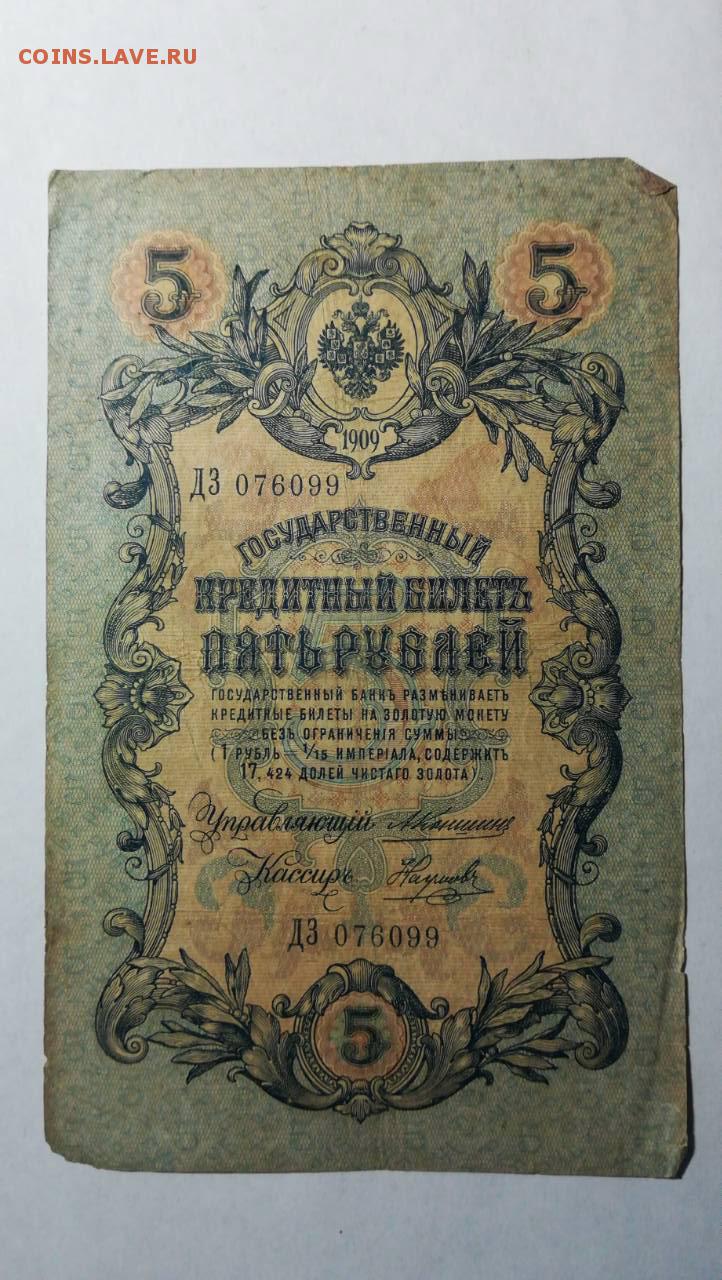 COINS.LAVE.RU
5 5
1909
ДЗ 076099
ГОСУДАРСТВЕННЫЙ
КРЕДИТНЫЙ БИЛЕТЪ
ПЯТЬ РУБЛЕЙ
ГОСУДАРСТВЕННЫЙ БАНКЪ РАЗМѢНИВАЕТЪ
КРЕДИТНЫЕ БИЛЕТЫ НА ЗОЛОТУЮ МОНЕТУ
БЕЗЪ ОГРАНИЧЕНІЯ СУММЫ
(1 РУБЛЬ = 1/15 ИМПЕРІАЛА, СОДЕРЖИТЪ
17,424 ДОЛЕЙ ЧИСТАГО ЗОЛОТА).
Управляющій АКоншинъ
Кассиръ Наумовъ
ДЗ 076099
5